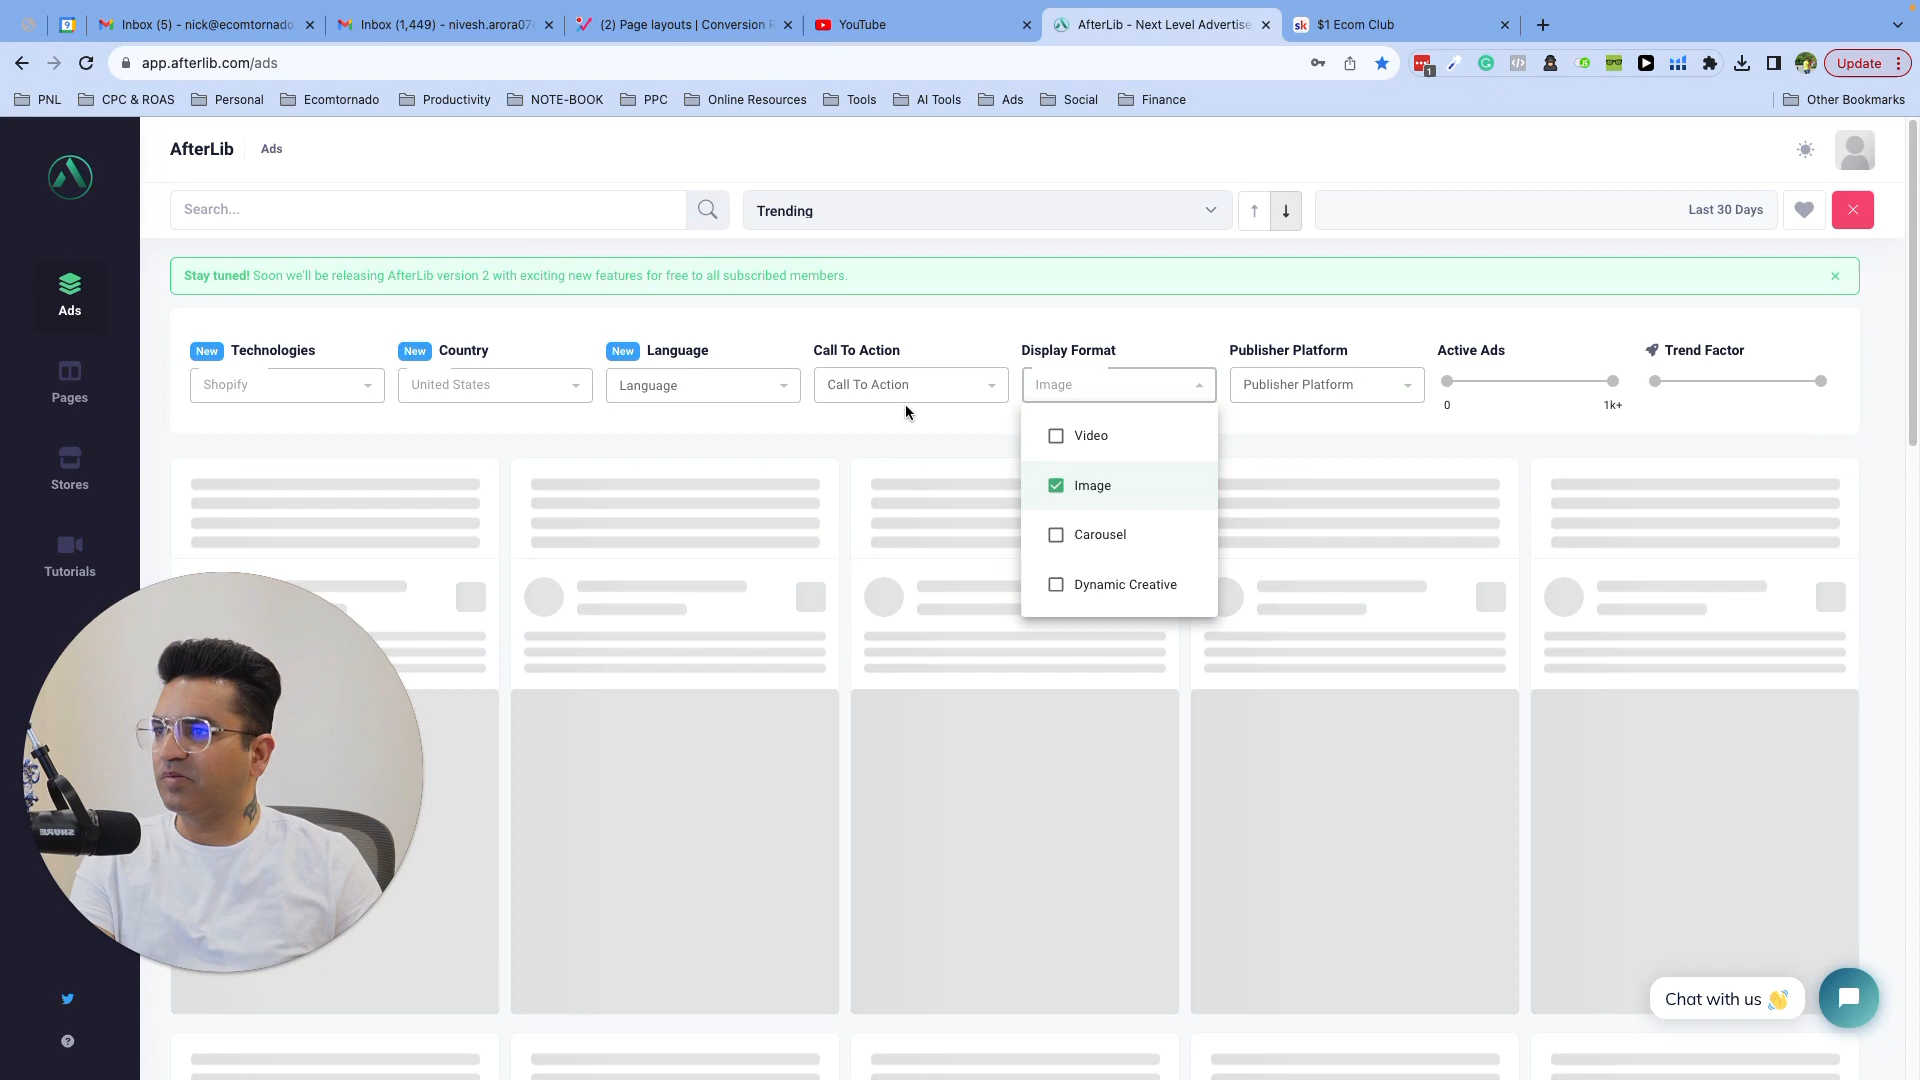 9
Inbox (5) - nick@ecomtornado
Inbox (1,449) - nivesh.arora07
(2) Page layouts | Conversion R
YouTube
AfterLib - Next Level Advertise
sk $1 Ecom Club
app.afterlib.com/ads
1
Update
PNL
CPC & ROAS
Personal
Ecomtornado
Productivity
NOTE-BOOK
PPC
Online Resources
Tools
AI Tools
Ads
Social
Finance
Other Bookmarks
AfterLib
Ads
Search...
Trending
Last 30 Days
Stay tuned! Soon we'll be releasing AfterLib version 2 with exciting new features for free to all subscribed members.
New Technologies
New Country
New Language
Call To Action
Display Format
Publisher Platform
Active Ads
Trend Factor
Shopify
United States
Language
Call To Action
Image
Publisher Platform
0
1k+
Video
Image
Carousel
Dynamic Creative
Ads
Pages
Stores
Tutorials
SHURE
Chat with us 👋